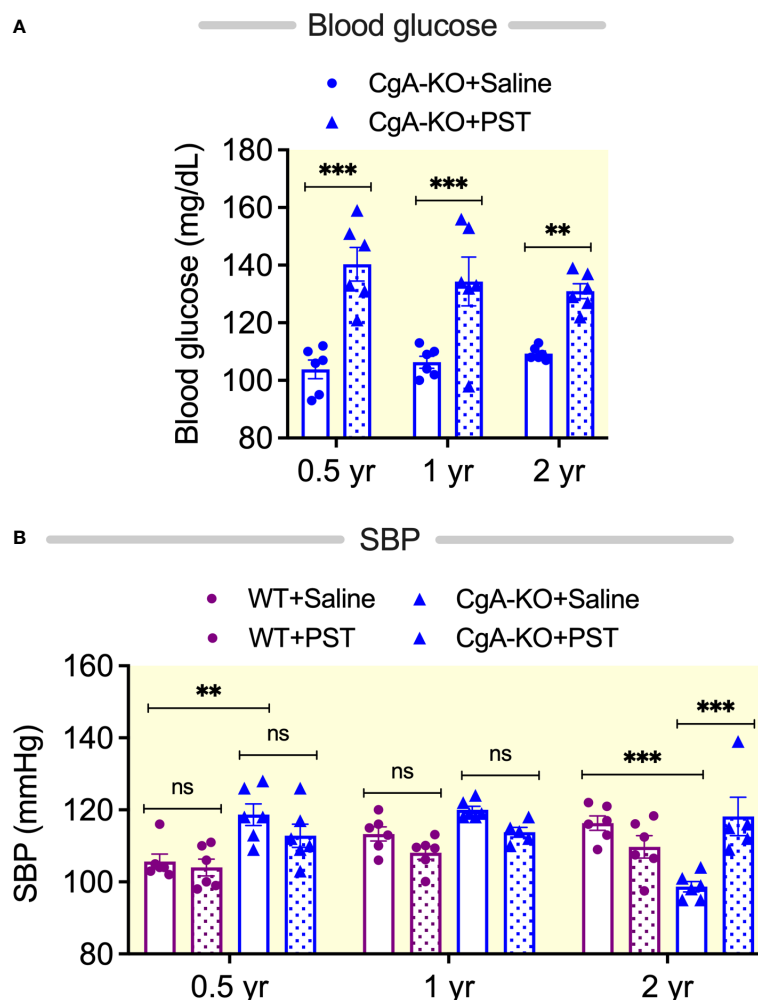 A
Blood glucose
CgA-KO+Saline
CgA-KO+PST
Blood glucose (mg/dL)
180
160
140
120
100
80
***
***
**
0.5 yr 1 yr 2 yr
B
SBP
WT+Saline CgA-KO+Saline
WT+PST CgA-KO+PST
SBP (mmHg)
160
140
120
100
80
**
ns
ns
ns
ns
***
***
0.5 yr 1 yr 2 yr